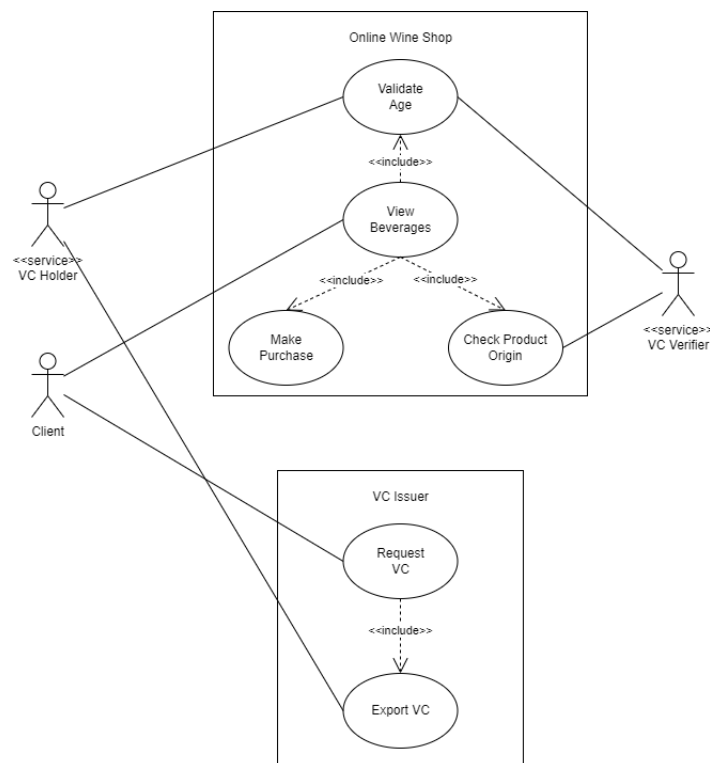 Online Wine Shop
Validate
Age
<<include>>
View
Beverages
<<service>>
VC Holder
<<include>>
<<include>>
<<service>>
VC Verifier
Make
Purchase
Check Product
Origin
Client
VC Issuer
Request
VC
<<include>>
Export VC